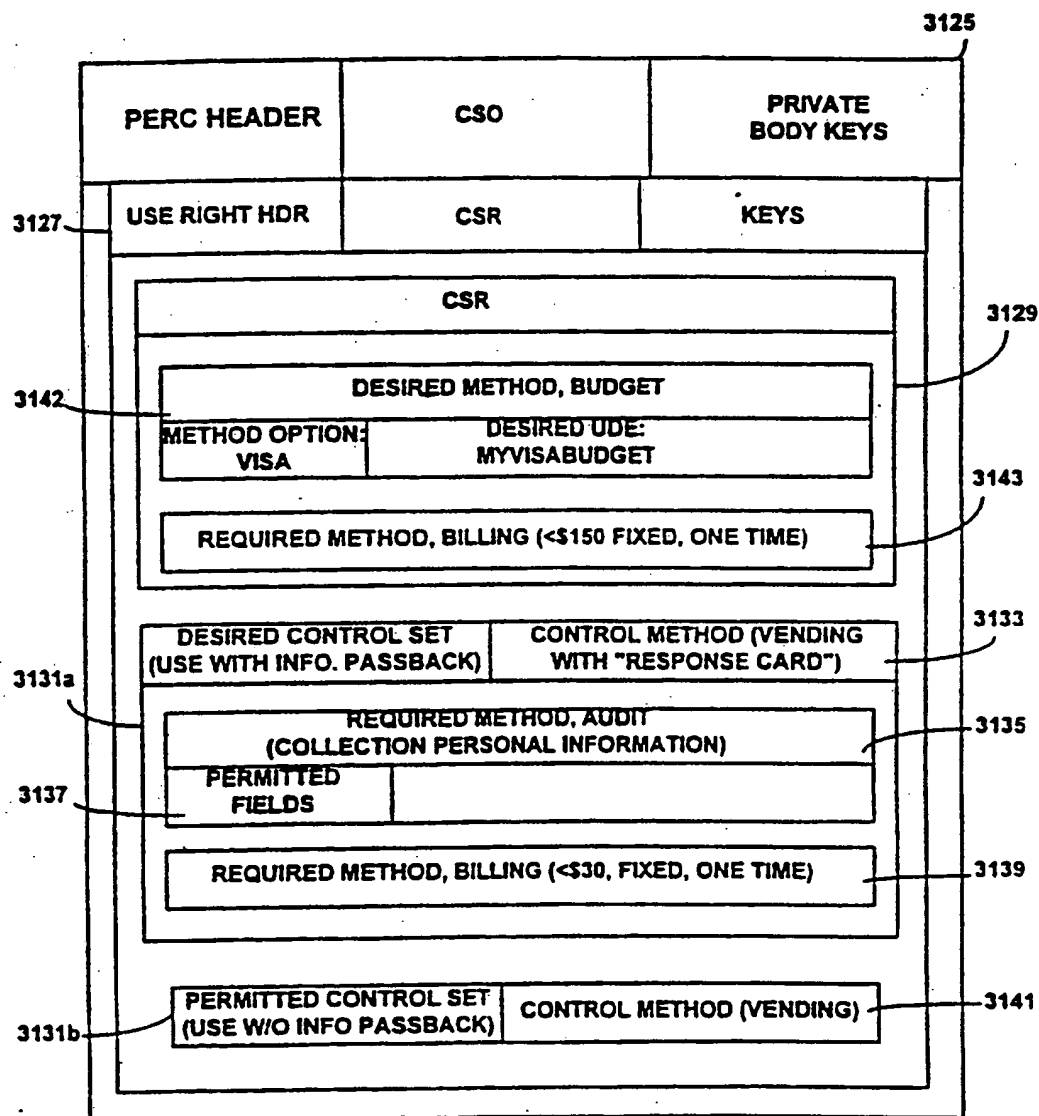 3125
PERC HEADER
CSO
PRIVATE
BODY KEYS
3127
USE RIGHT HDR
CSR
KEYS
CSR
3129
DESIRED METHOD, BUDGET
3142
METHOD OPTION:
VISA
DESIRED UDE:
MYVISABUDGET
3143
REQUIRED METHOD, BILLING (<$150 FIXED, ONE TIME)
3133
DESIRED CONTROL SET
(USE WITH INFO. PASSBACK)
CONTROL METHOD (VENDING
WITH "RESPONSE CARD")
3131a
REQUIRED METHOD, AUDIT
(COLLECTION PERSONAL INFORMATION)
3135
3137
PERMITTED
FIELDS
REQUIRED METHOD, BILLING (<$30, FIXED, ONE TIME)
3139
PERMITTED CONTROL SET
(USE W/O INFO PASSBACK)
CONTROL METHOD (VENDING)
3141
3131b